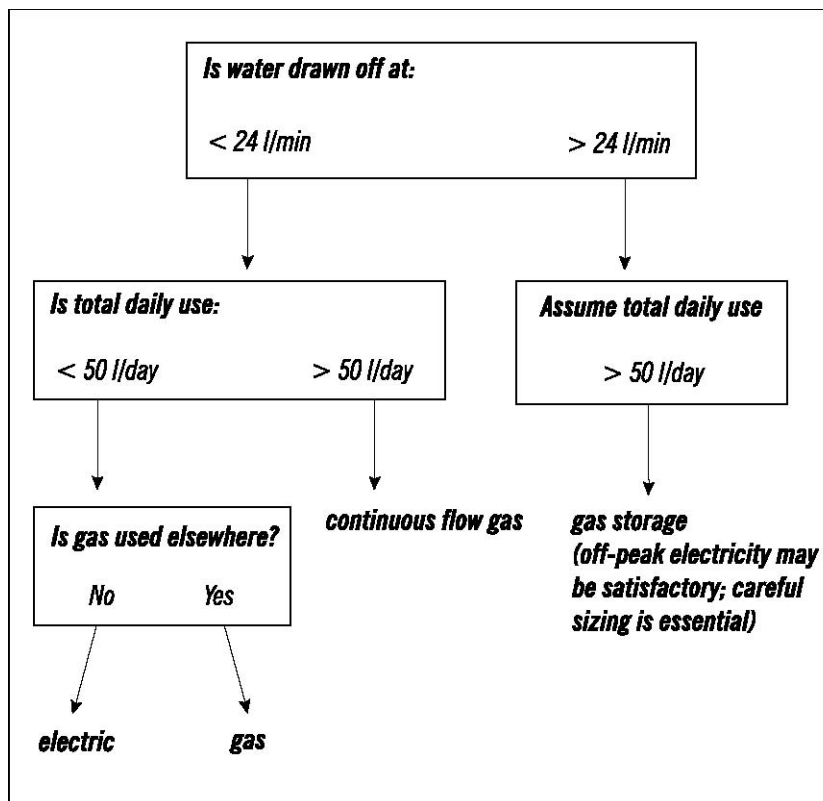 Is water drawn off at:
< 24 l/min
> 24 l/min
Is total daily use:
< 50 l/day
> 50 l/day
Assume total daily use
> 50 l/day
Is gas used elsewhere?
No
Yes
continuous flow gas
gas storage
(off-peak electricity may
be satisfactory; careful
sizing is essential)
electric
gas